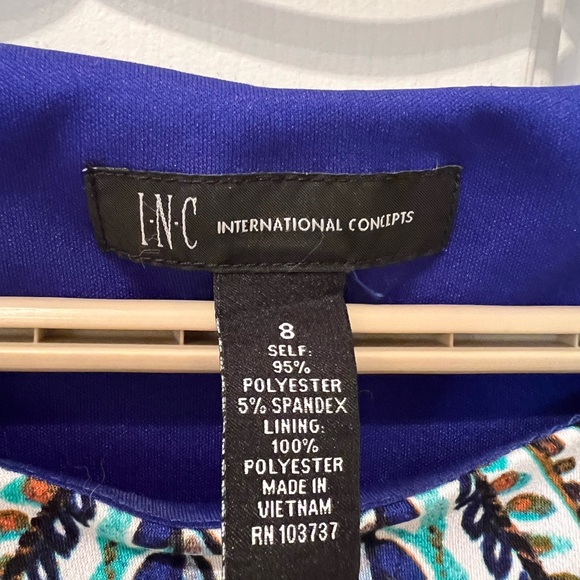 I·N·C INTERNATIONAL CONCEPTS
8
SELF:
95%
POLYESTER
5% SPANDEX
LINING:
100%
POLYESTER
MADE IN
VIETNAM
RN 103737